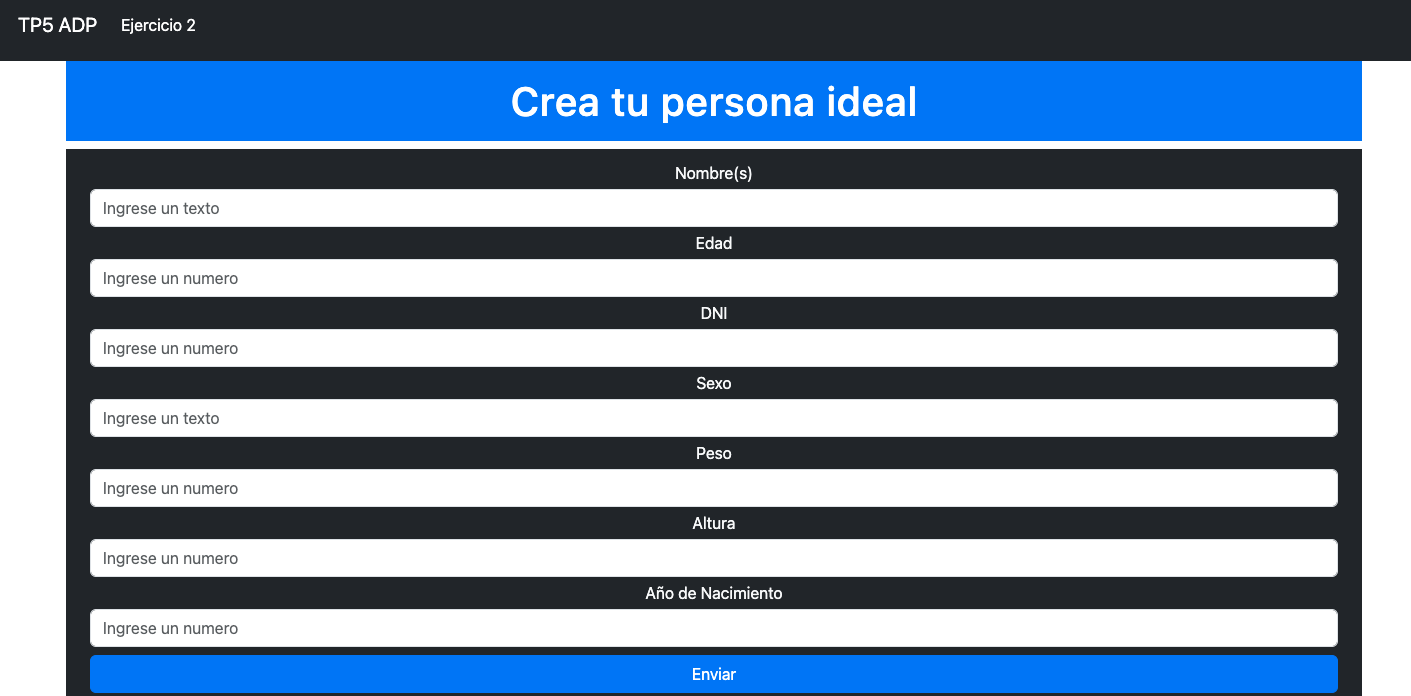 TP5 ADP Ejercicio 2
Crea tu persona ideal
Nombre(s)
Ingrese un texto
Edad
Ingrese un numero
DNI
Ingrese un numero
Sexo
Ingrese un texto
Peso
Ingrese un numero
Altura
Ingrese un numero
Año de Nacimiento
Ingrese un numero
Enviar